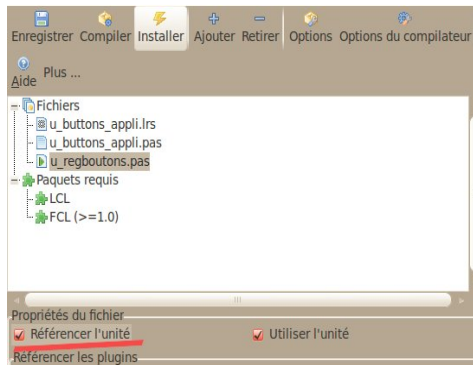 Enregistrer Compiler Installer Ajouter Retirer Options Options du compilateur
Aide Plus ...
Fichiers
u_buttons_appli.lrs
u_buttons_appli.pas
u_regboutons.pas
Paquets requis
LCL
FCL (>=1.0)
Propriétés du fichier
Référencer l'unité Utiliser l'unité
Référencer les plugins